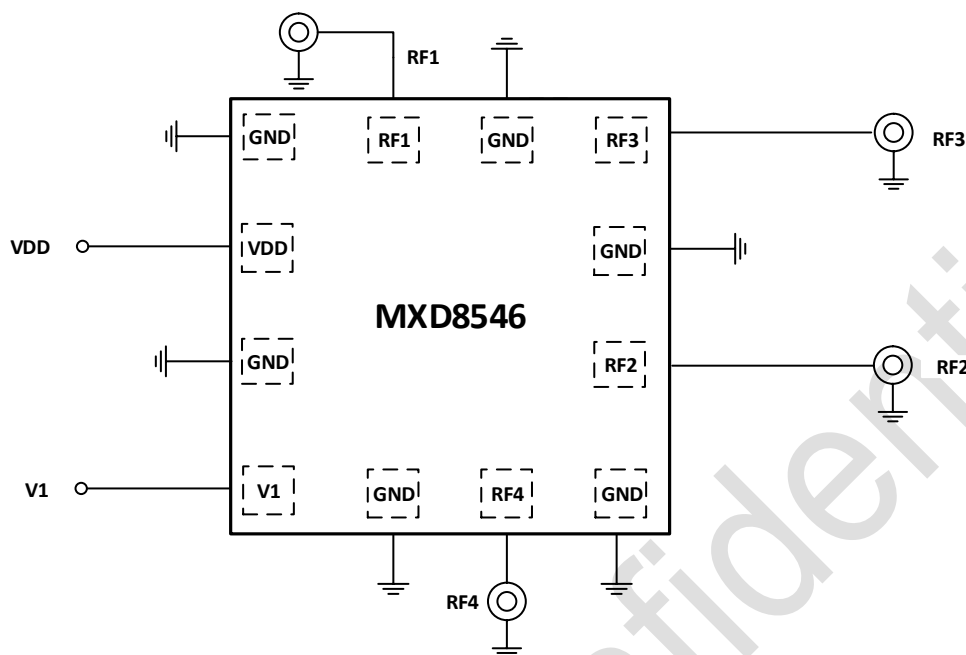 RF1
GND RF1 GND RF3
RF3
VDD VDD
GND
MXD8546
GND
RF2
RF2
V1 V1
GND RF4 GND
RF4